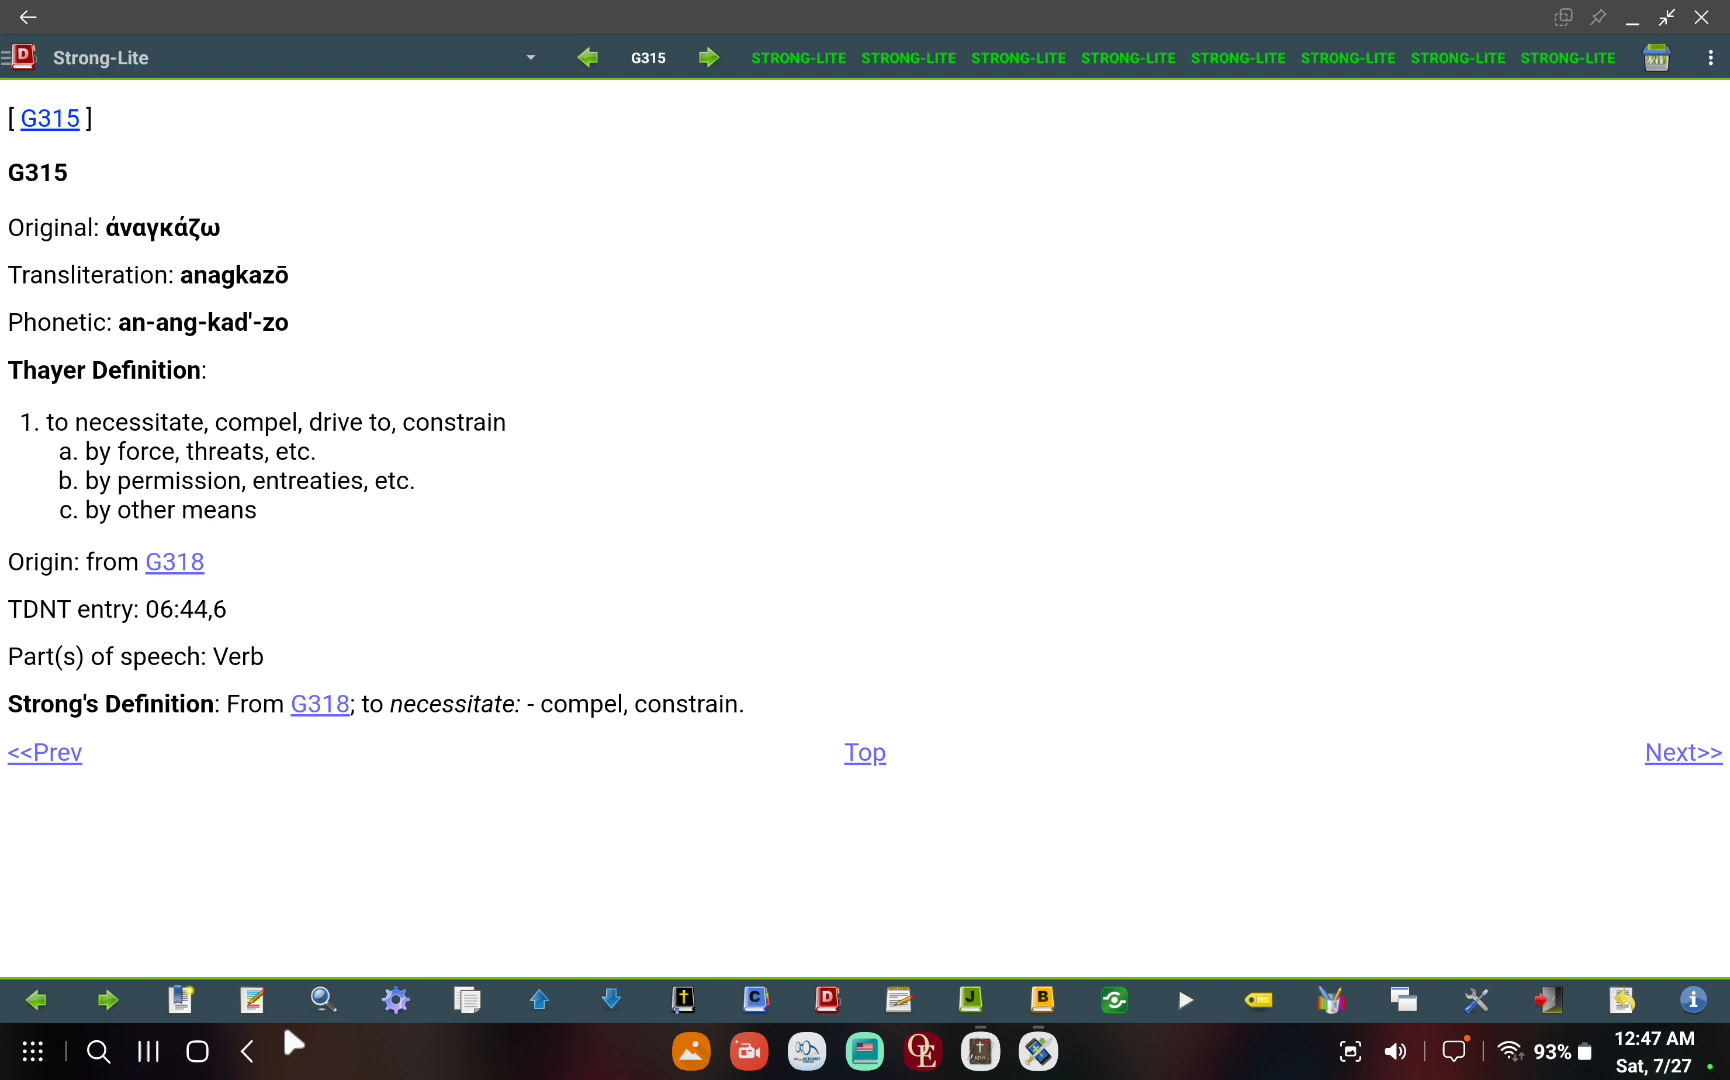 Strong-Lite
G315
STRONG-LITE STRONG-LITE STRONG-LITE STRONG-LITE STRONG-LITE STRONG-LITE STRONG-LITE STRONG-LITE
[ G315 ]
G315
Original: ἀναγκάζω
Transliteration: anagkazō
Phonetic: an-ang-kad'-zo
Thayer Definition:
1. to necessitate, compel, drive to, constrain
a. by force, threats, etc.
b. by permission, entreaties, etc.
c. by other means
Origin: from G318
TDNT entry: 06:44,6
Part(s) of speech: Verb
Strong's Definition: From G318; to necessitate: - compel, constrain.
<<Prev Top Next>>
93%
12:47 AM
Sat, 7/27